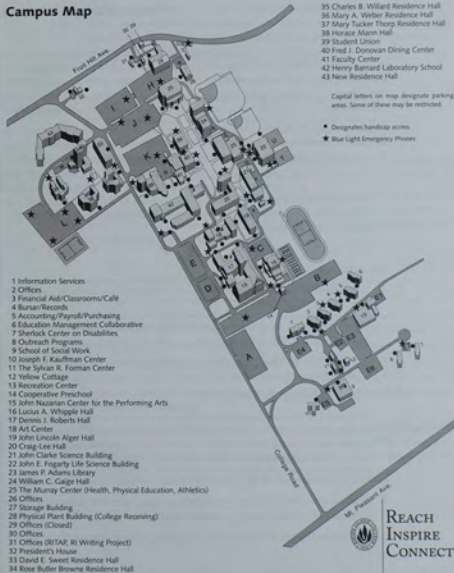 Campus Map
35 Charles B. Willard Residence Hall
36 Mary A. Weber Residence Hall
37 Mary Tucker Thorp Residence Hall
38 Horace Mann Hall
39 Student Union
40 Fred J. Donovan Dining Center
41 Faculty Center
42 Henry Barnard Laboratory School
43 New Residence Hall
Capital letters on map designate parking
areas. Some of these may be restricted.
• Designates handicap access
★ Blue Light Emergency Phones
Fruit Hill Ave.
H
I
J
K
L
U
E
D
C
B
A
College Road
Mt. Pleasant Ave.
1 Information Services
2 Offices
3 Financial Aid/Classrooms/Café
4 Bursar/Records
5 Accounting/Payroll/Purchasing
6 Education Management Collaborative
7 Sherlock Center on Disabilities
8 Outreach Programs
9 School of Social Work
10 Joseph F. Kauffman Center
11 The Sylvan R. Forman Center
12 Yellow Cottage
13 Recreation Center
14 Cooperative Preschool
15 John Nazarian Center for the Performing Arts
16 Lucius A. Whipple Hall
17 Dennis J. Roberts Hall
18 Art Center
19 John Lincoln Alger Hall
20 Craig-Lee Hall
21 John Clarke Science Building
22 John E. Fogarty Life Science Building
23 James P. Adams Library
24 William C. Gaige Hall
25 The Murray Center (Health, Physical Education, Athletics)
26 Offices
27 Storage Building
28 Physical Plant Building (College Receiving)
29 Offices (Closed)
30 Offices
31 Offices (RITAP, RI Writing Project)
32 President's House
33 David E. Sweet Residence Hall
34 Rose Butler Browne Residence Hall
REACH
INSPIRE
CONNECT